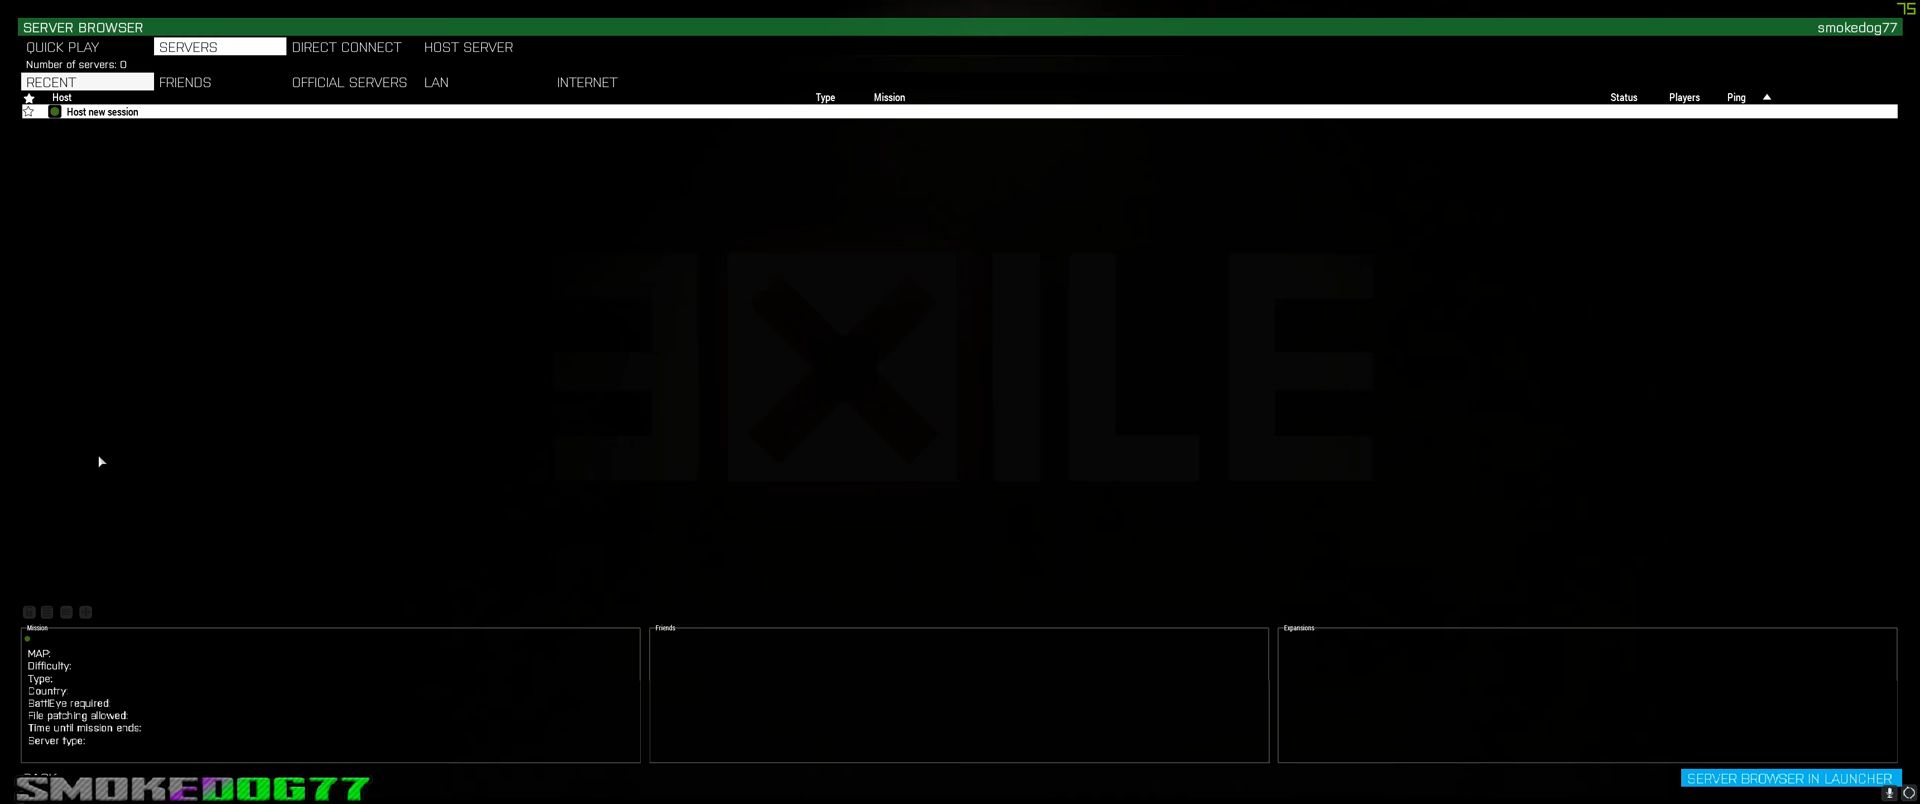 75
SERVER BROWSER smokedog77
QUICK PLAY SERVERS DIRECT CONNECT HOST SERVER
Number of servers: 0
RECENT FRIENDS OFFICIAL SERVERS LAN INTERNET
Host Type Mission Status Players Ping
Host new session
EXILE
Mission Friends Expansions
MAP:
Difficulty:
Type:
Country:
BattlEye required:
File patching allowed:
Time until mission ends:
Server type:
SMOKEDOG77
SERVER BROWSER IN LAUNCHER